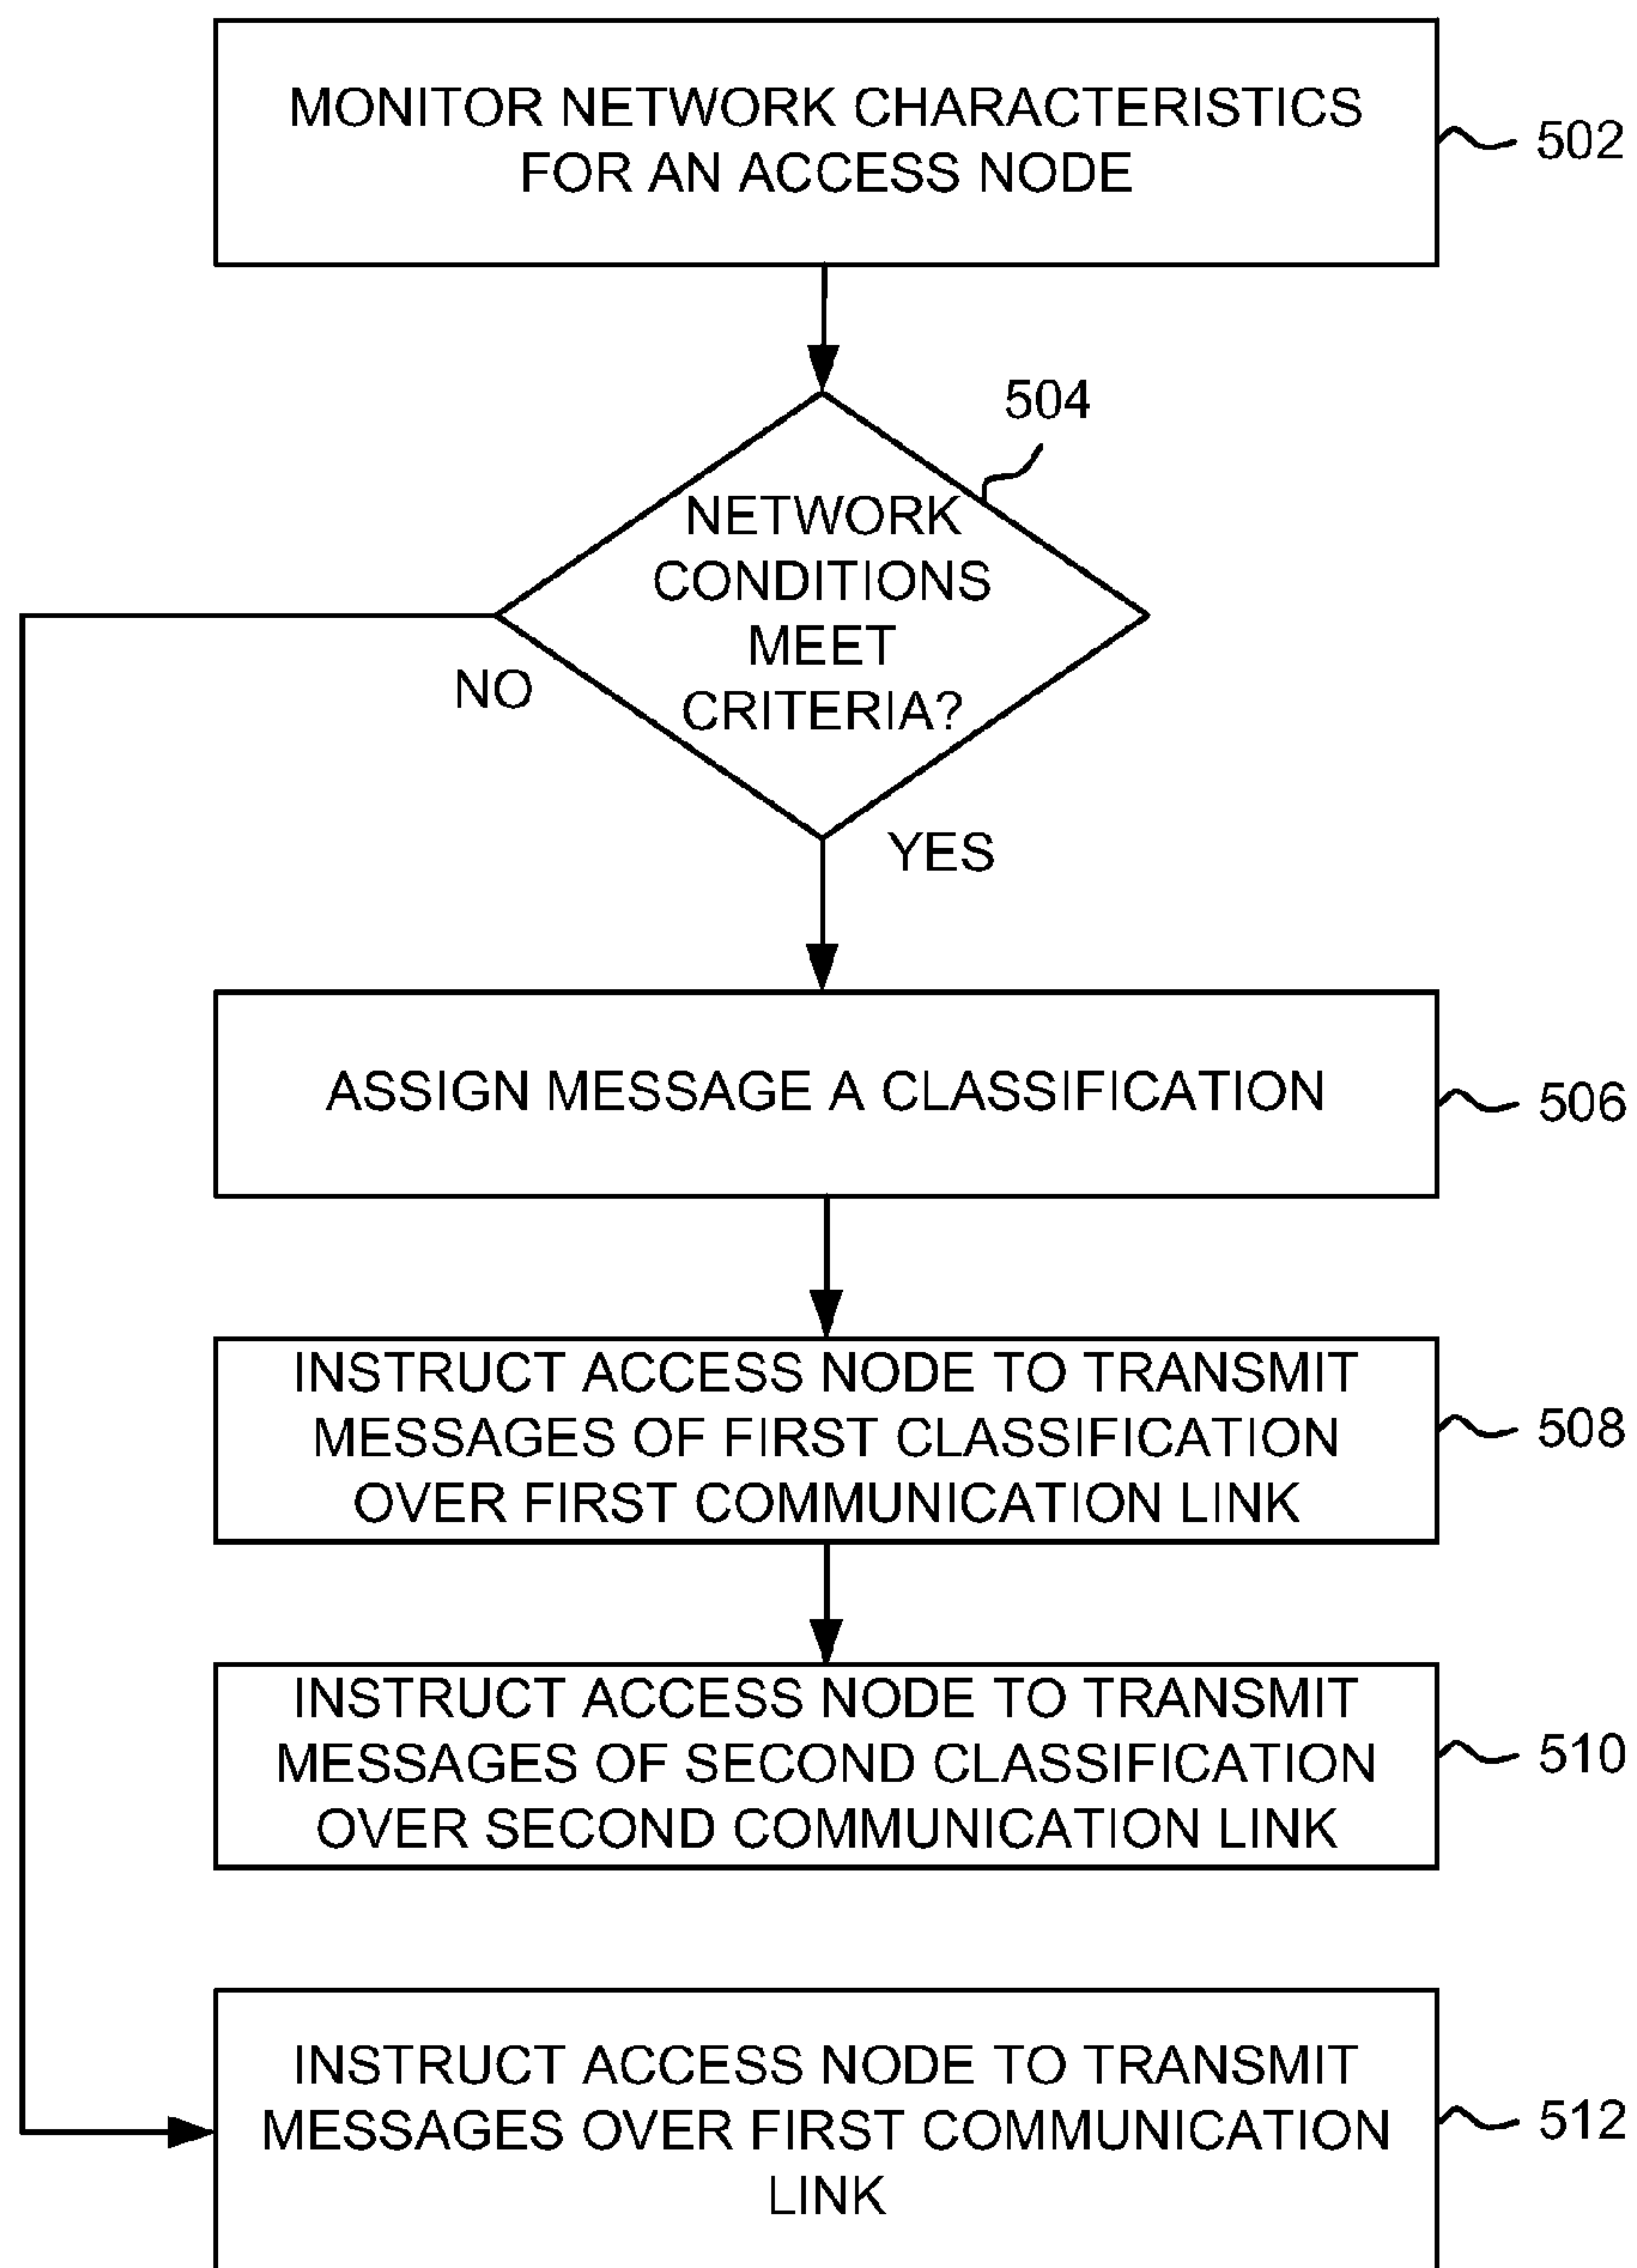 MONITOR NETWORK CHARACTERISTICS
FOR AN ACCESS NODE
502
504
NETWORK
CONDITIONS
MEET
CRITERIA?
NO
YES
ASSIGN MESSAGE A CLASSIFICATION
506
INSTRUCT ACCESS NODE TO TRANSMIT
MESSAGES OF FIRST CLASSIFICATION
OVER FIRST COMMUNICATION LINK
508
INSTRUCT ACCESS NODE TO TRANSMIT
MESSAGES OF SECOND CLASSIFICATION
OVER SECOND COMMUNICATION LINK
510
INSTRUCT ACCESS NODE TO TRANSMIT
MESSAGES OVER FIRST COMMUNICATION
LINK
512